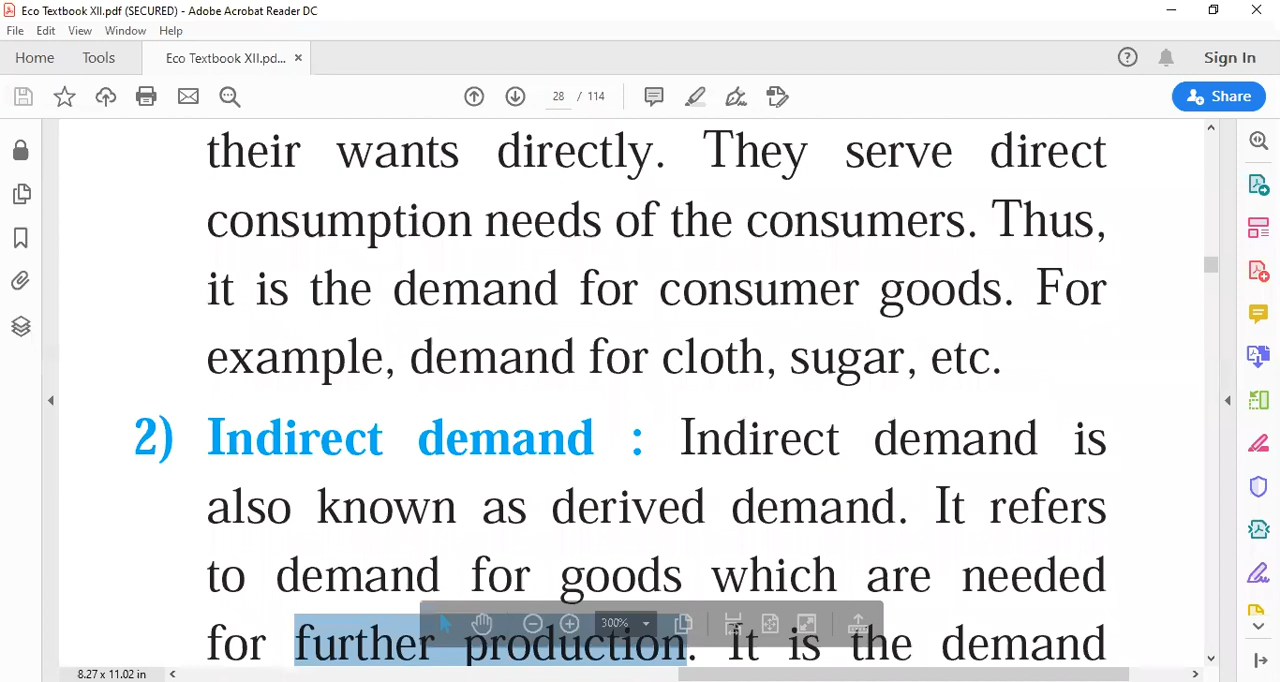 Eco Textbook XII.pdf (SECURED) - Adobe Acrobat Reader DC
File Edit View Window Help
Home Tools Eco Textbook XII.pd... × Sign In
28 / 114 Share
their wants directly. They serve direct
consumption needs of the consumers. Thus,
it is the demand for consumer goods. For
example, demand for cloth, sugar, etc.
2) Indirect demand : Indirect demand is
also known as derived demand. It refers
to demand for goods which are needed
300%
for further production. It is the demand
8.27 x 11.02 in